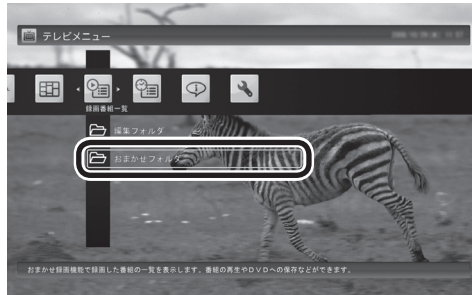 テレビメニュー
録画番組一覧
編集フォルダ
おまかせフォルダ
おまかせ録画機能で録画した番組の一覧を表示します。番組の再生やDVDへの保存などができます。